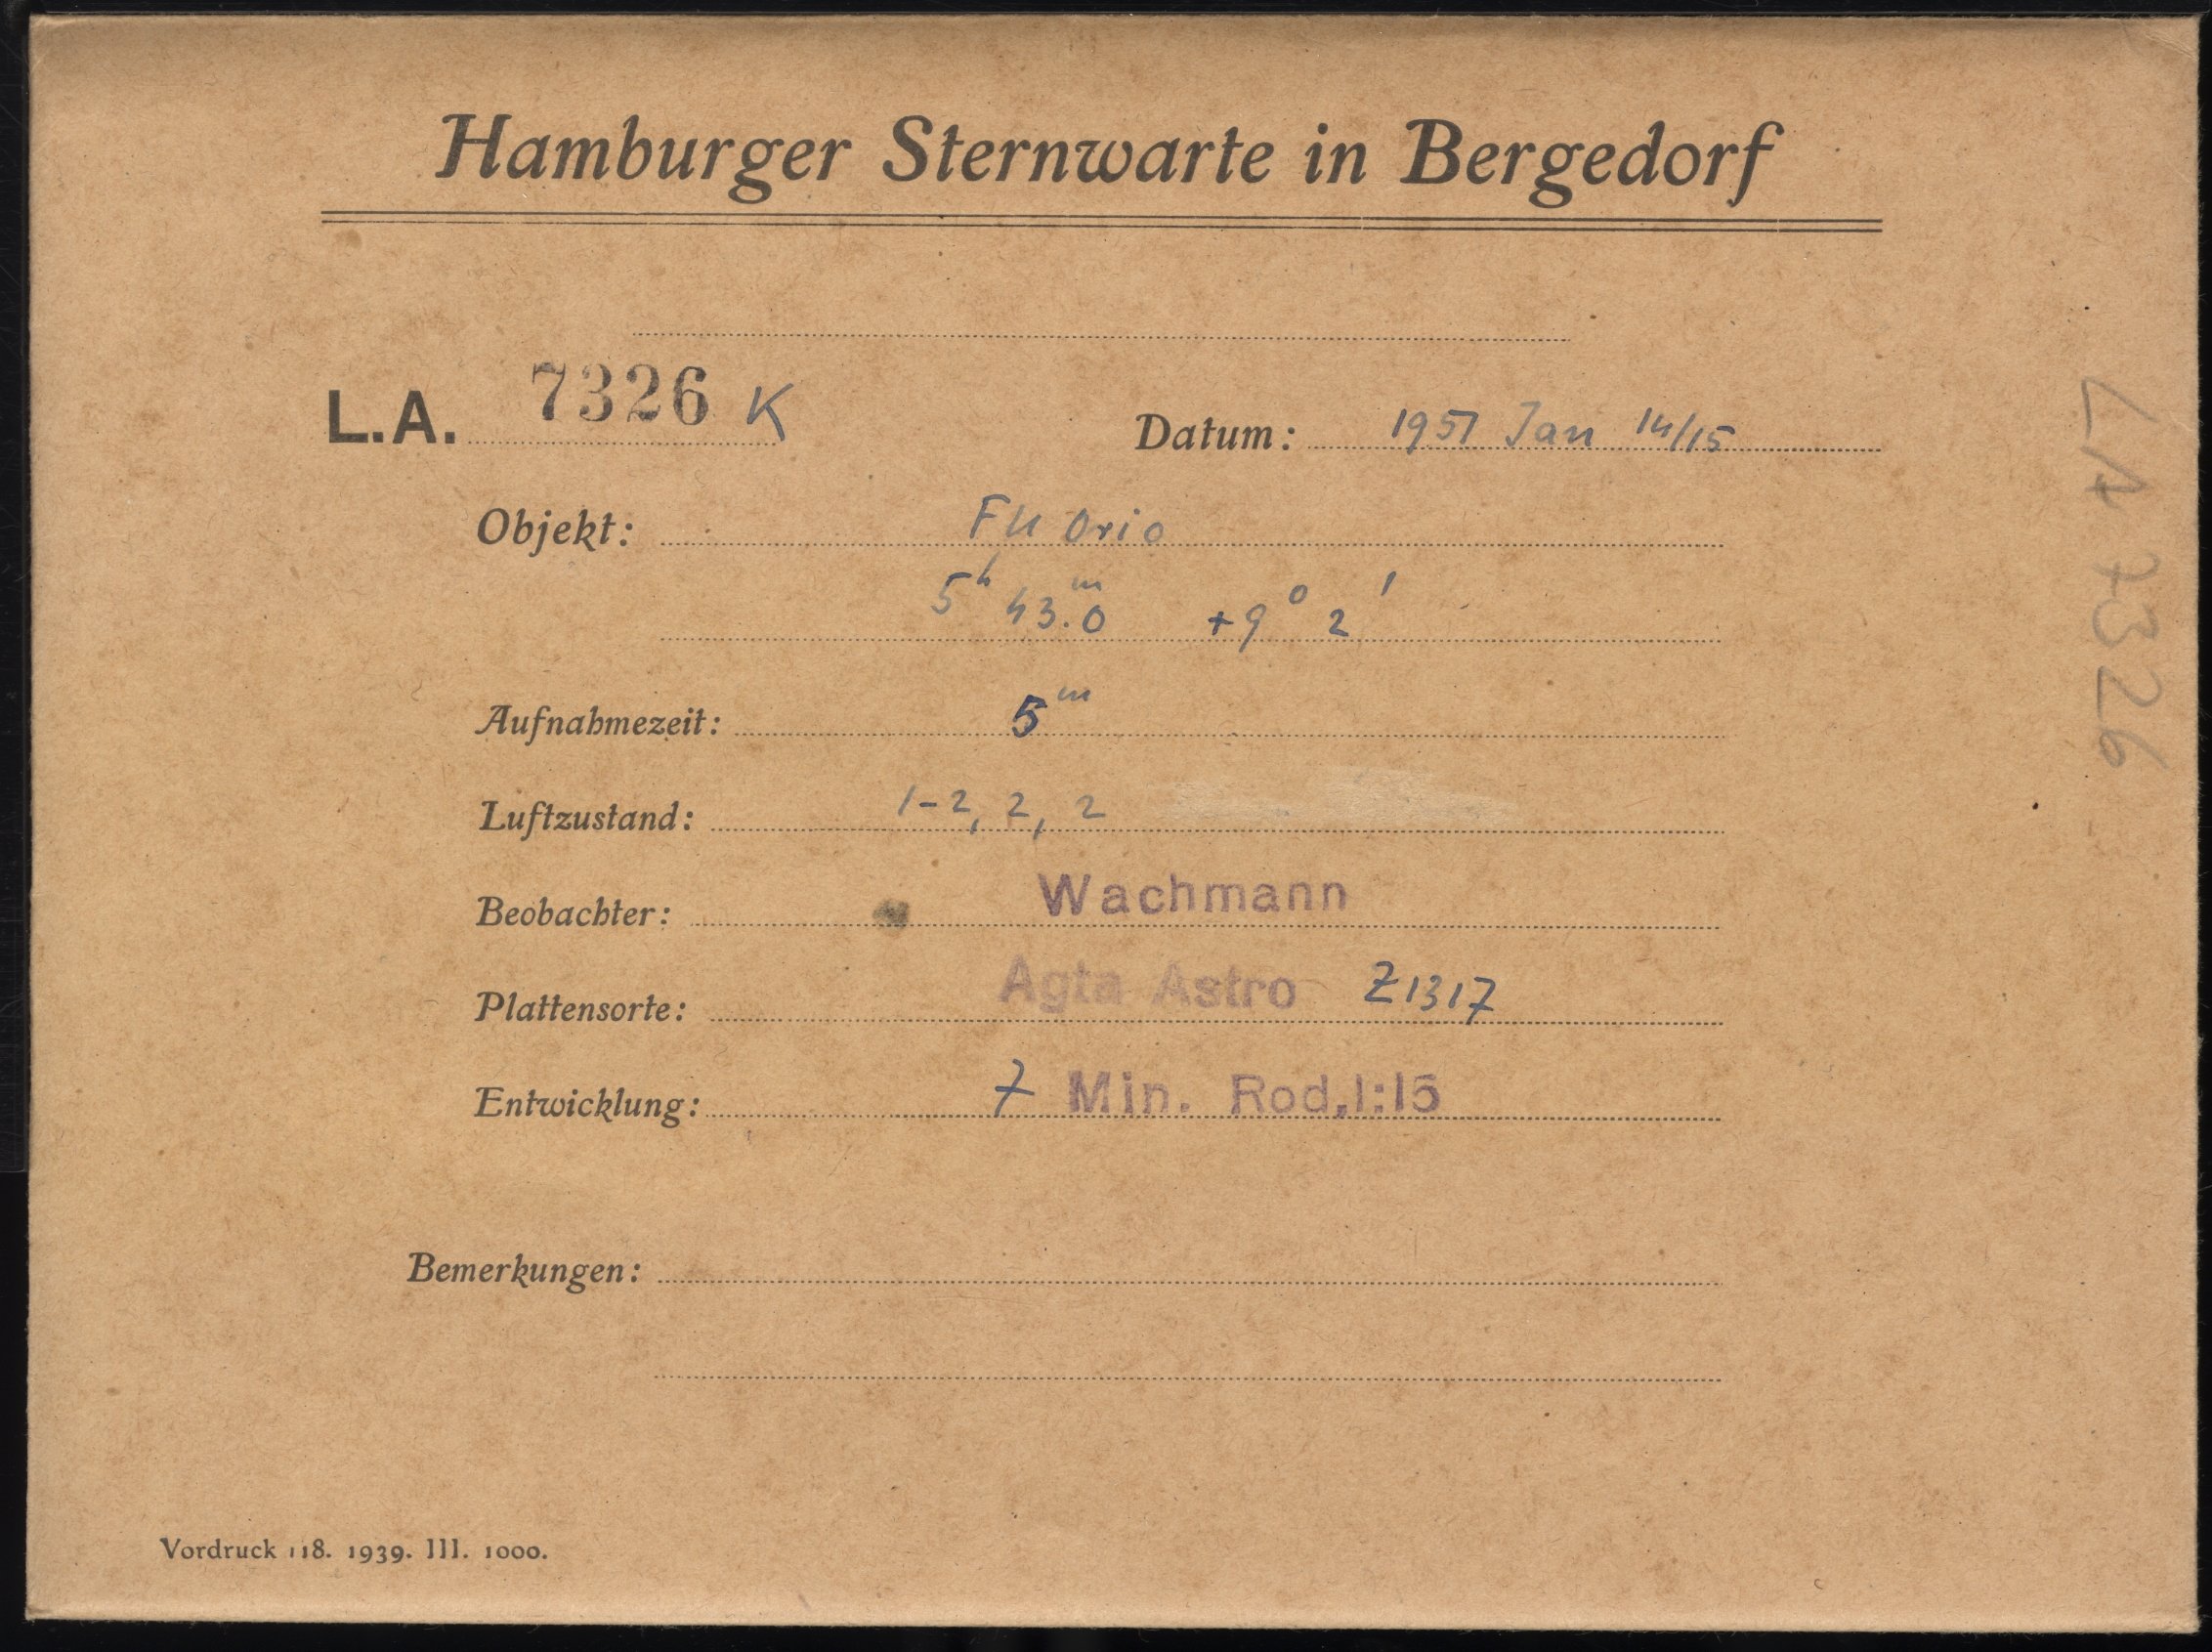 Hamburger Sternwarte in Bergedorf
L.A. 7326 K
Datum: 1957 Jan 14/15
Objekt: FU Orio
5h 43.m0 +9° 2'
Aufnahmezeit: 5m
Luftzustand: 1-2, 2, 2
Beobachter: Wachmann
Plattensorte: Agfa Astro Z1317
Entwicklung: 7 Min. Rod,1:15
Bemerkungen:
Vordruck 118. 1939. III. 1000.
LA 7326